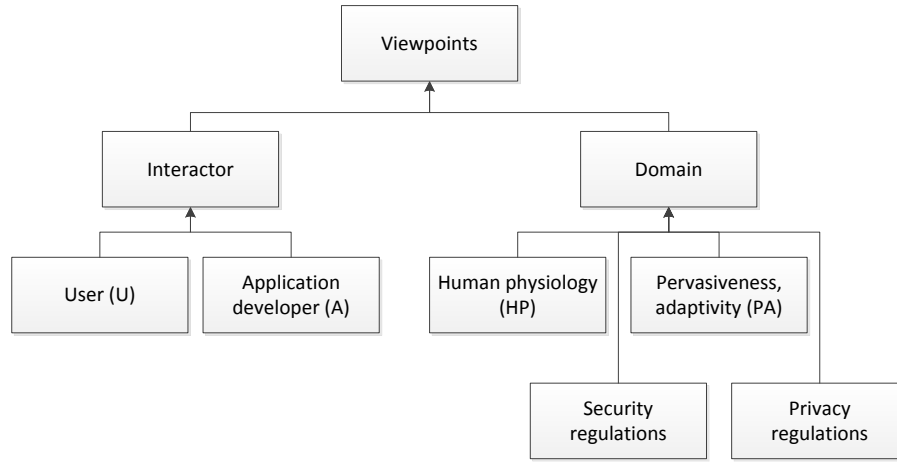 Viewpoints
Interactor
Domain
User (U)
Application
developer (A)
Human physiology
(HP)
Pervasiveness,
adaptivity (PA)
Security
regulations
Privacy
regulations